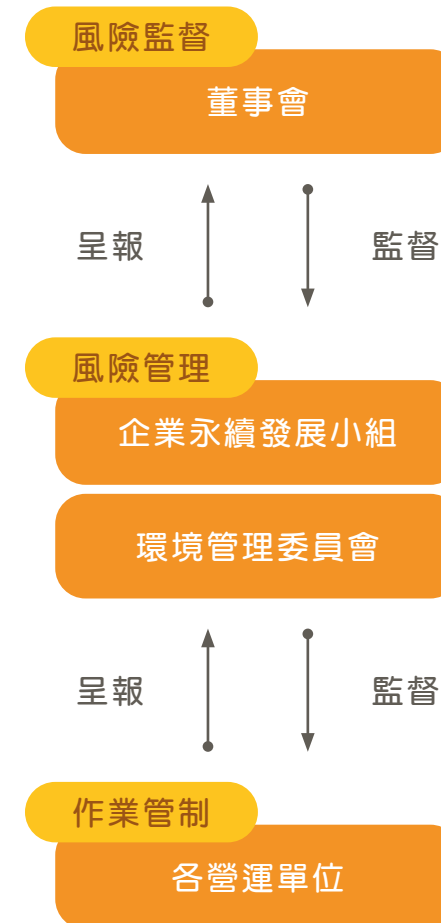 風險監督
董事會
呈報
監督
風險管理
企業永續發展小組
環境管理委員會
呈報
監督
作業管制
各營運單位